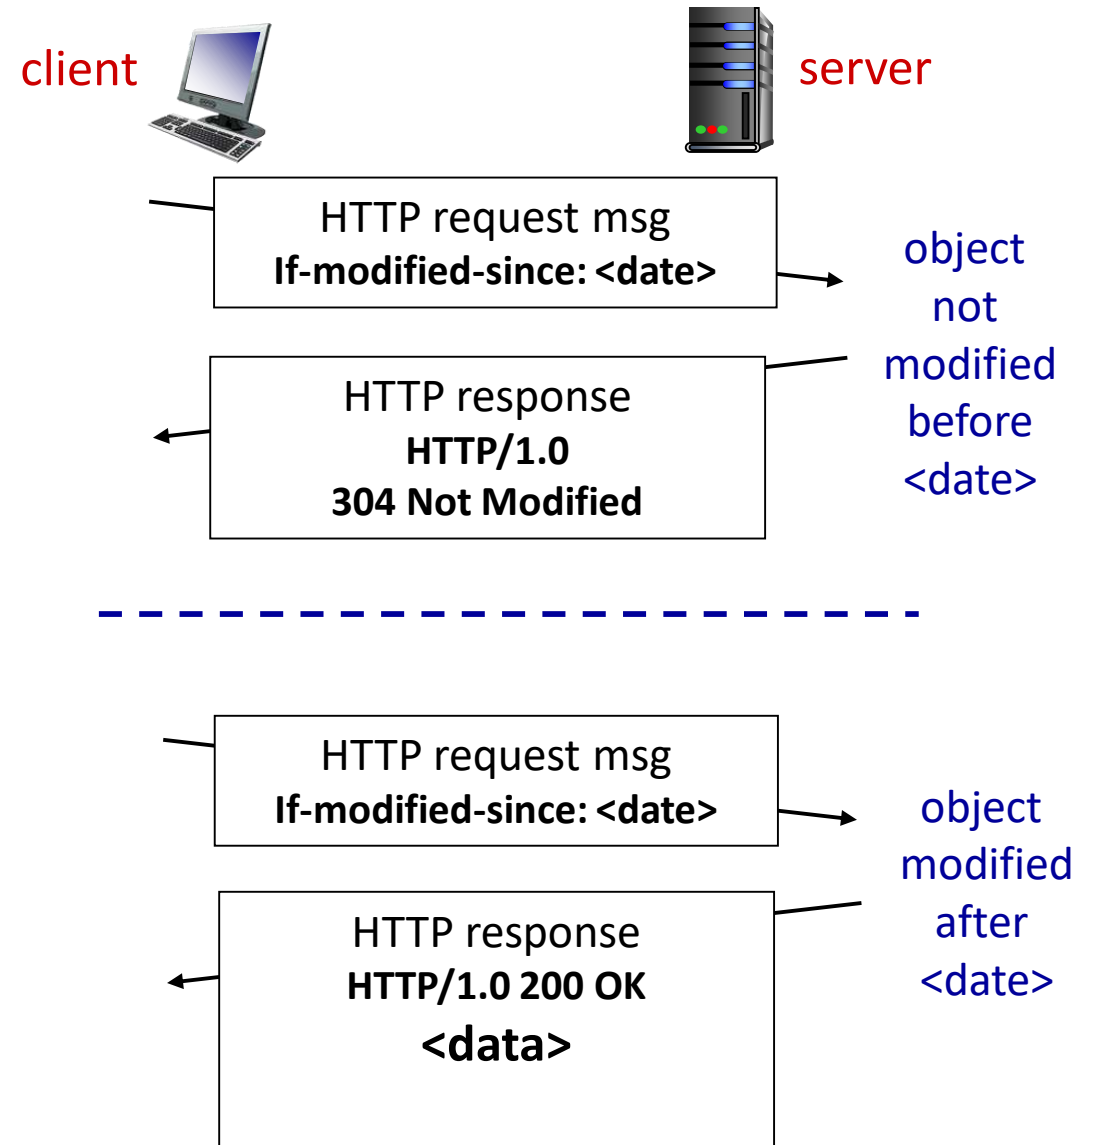 client
server
HTTP request msg
If-modified-since: <date>
object
not
modified
before
<date>
HTTP response
HTTP/1.0
304 Not Modified
HTTP request msg
If-modified-since: <date>
object
modified
after
<date>
HTTP response
HTTP/1.0 200 OK
<data>